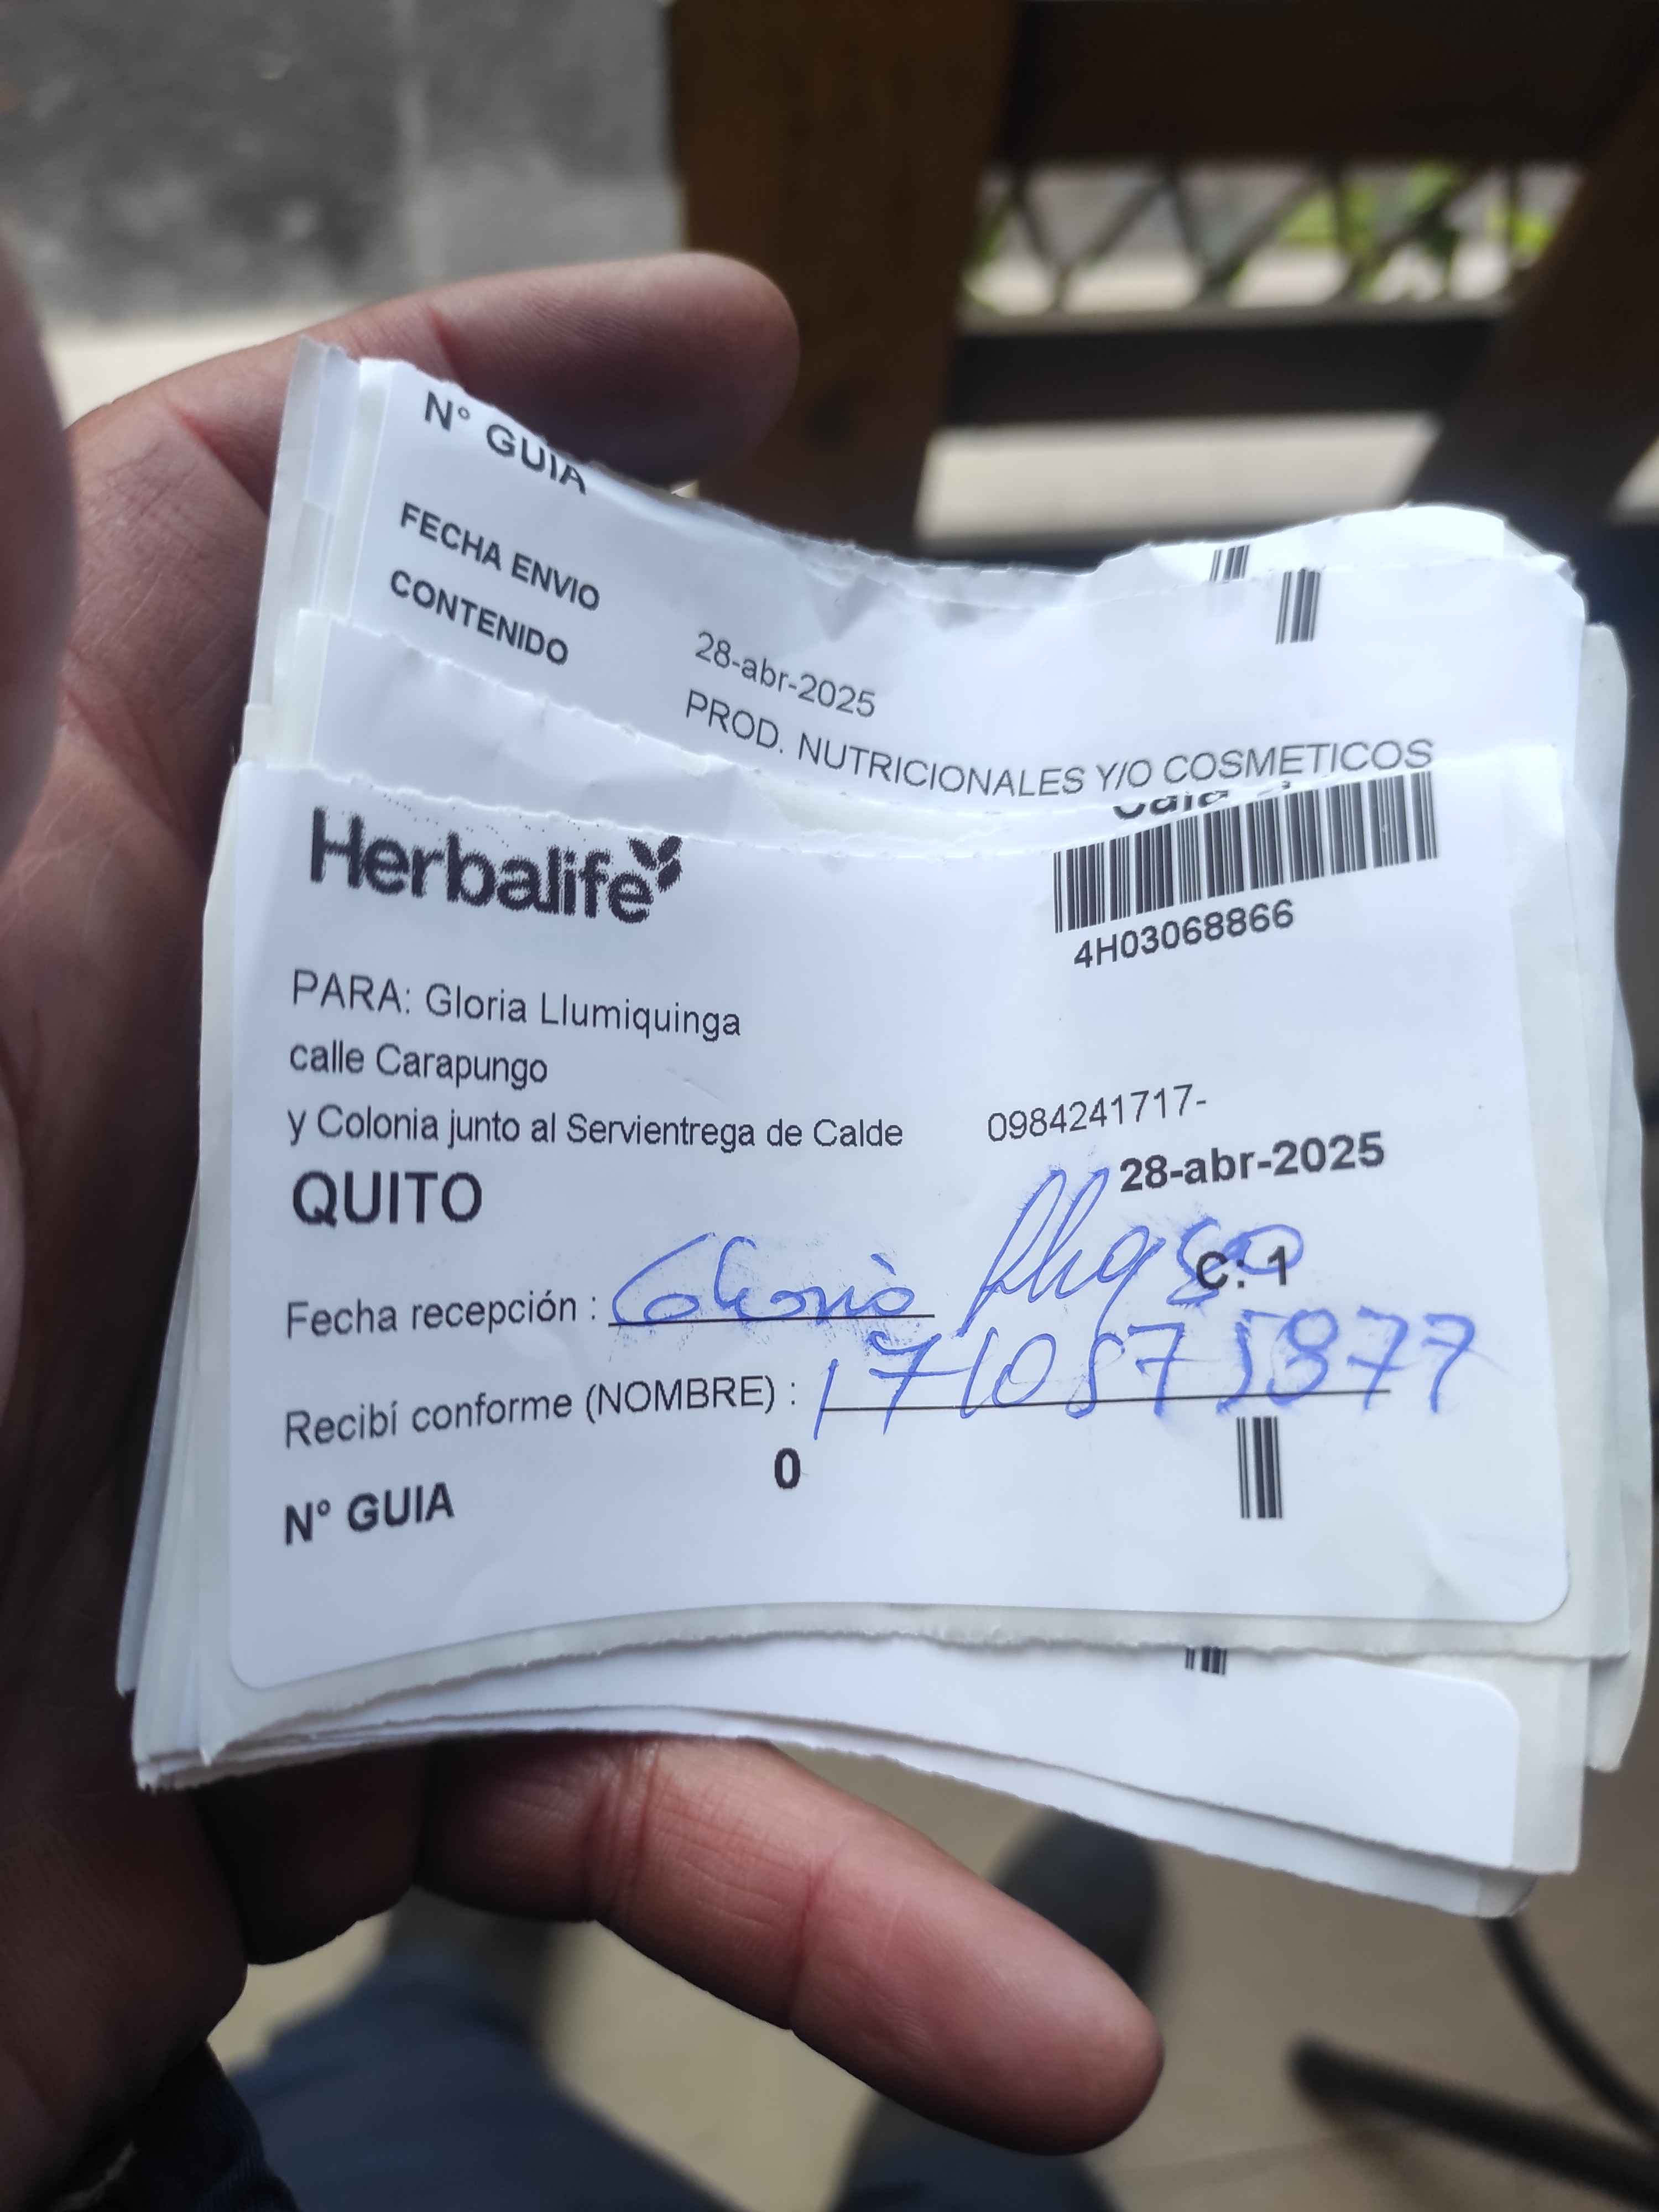 N° GUIA
FECHA ENVIO 28-abr-2025
CONTENIDO PROD. NUTRICIONALES Y/O COSMETICOS
Herbalife
4H03068866
PARA: Gloria Llumiquinga
calle Carapungo
y Colonia junto al Servientrega de Calde 0984241717-
QUITO 28-abr-2025
C: 1
Fecha recepción :
Recibí conforme (NOMBRE) :
N° GUIA 0